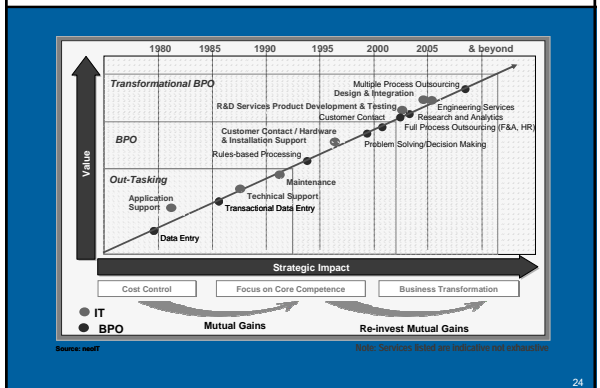 1980 1985 1990 1995 2000 2005 & beyond
Transformational BPO
Multiple Process Outsourcing
Design & Integration
R&D Services Product Development & Testing
Engineering Services
Customer Contact
Research and Analytics
Full Process Outsourcing (F&A, HR)
BPO
Customer Contact / Hardware
& Installation Support
Problem Solving/Decision Making
Rules-based Processing
Value
Out-Tasking
Maintenance
Application
Support
Technical Support
Transactional Data Entry
Data Entry
Strategic Impact
Cost Control
Focus on Core Competence
Business Transformation
IT
BPO
Mutual Gains
Re-invest Mutual Gains
Source: neoIT
Note: Services listed are indicative not exhaustive
24